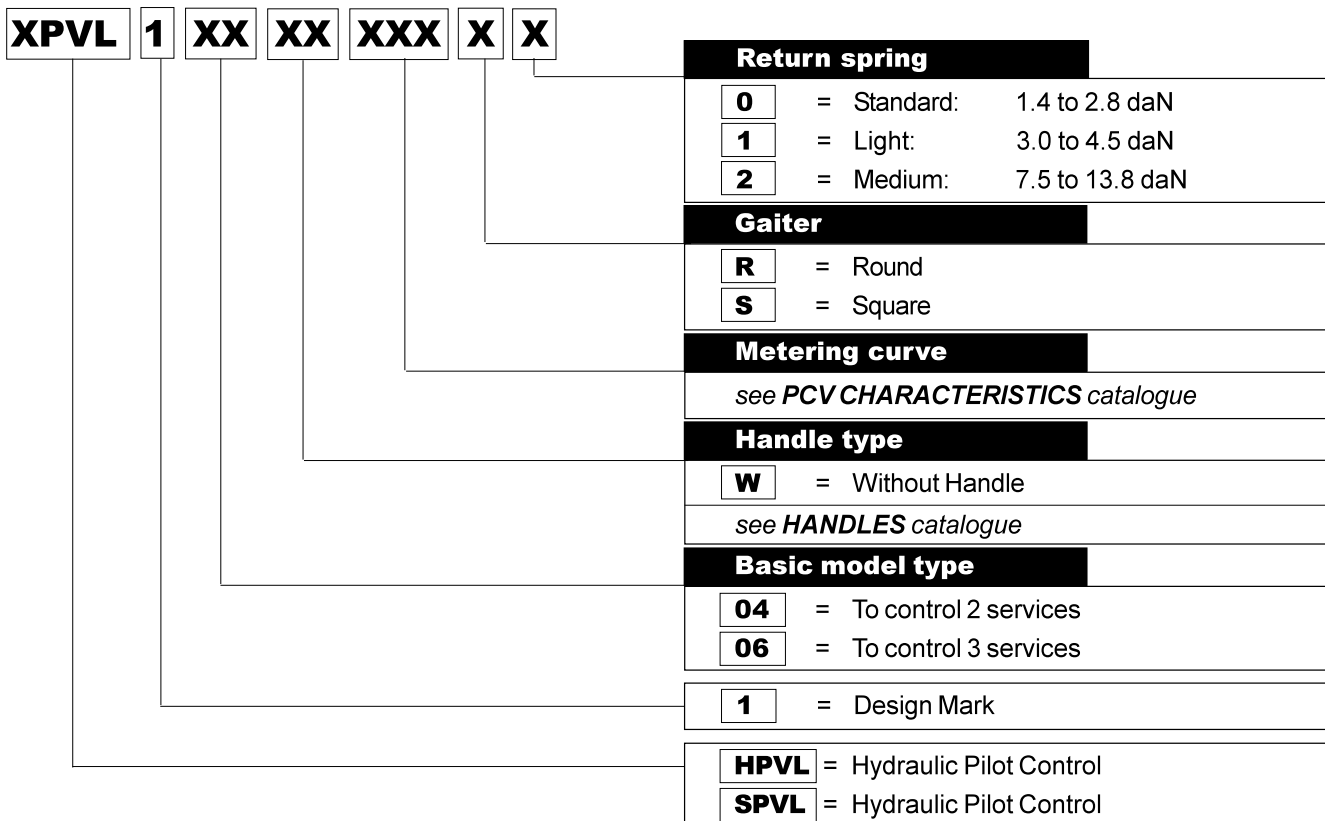 XPVL 1 XX XX XXX X X
Return spring
0 = Standard: 1.4 to 2.8 daN
1 = Light: 3.0 to 4.5 daN
2 = Medium: 7.5 to 13.8 daN
Gaiter
R = Round
S = Square
Metering curve
see PCV CHARACTERISTICS catalogue
Handle type
W = Without Handle
see HANDLES catalogue
Basic model type
04 = To control 2 services
06 = To control 3 services
1 = Design Mark
HPVL = Hydraulic Pilot Control
SPVL = Hydraulic Pilot Control